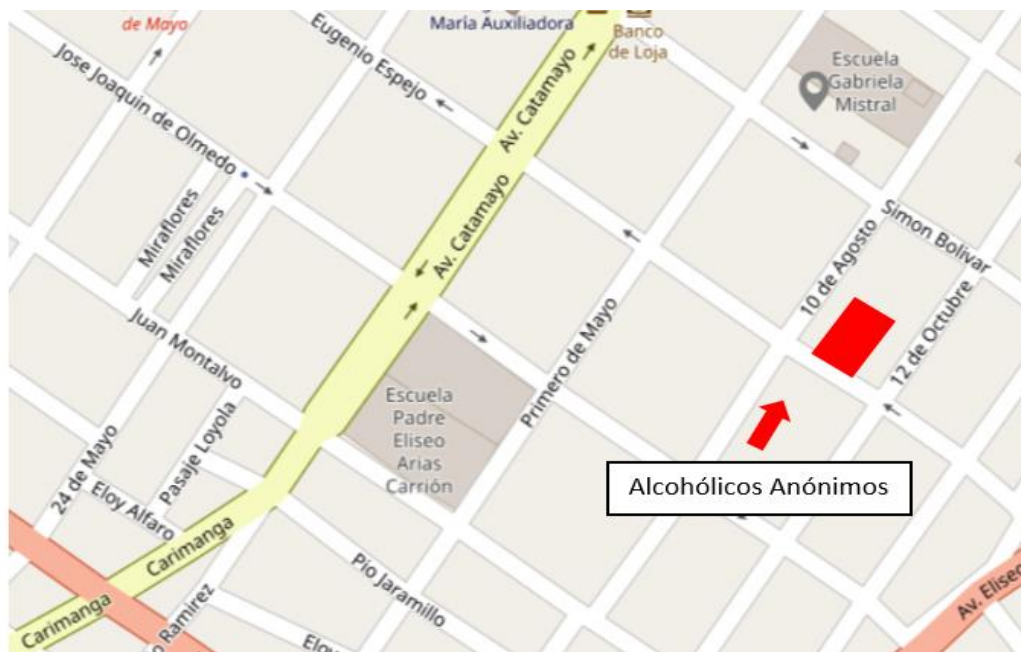 de Mayo
María Auxiliadora
Banco
de Loja
Jose Joaquin de Olmedo
Eugenio Espejo
Av. Catamayo
Escuela
Gabriela
Mistral
Miraflores
Miraflores
Av. Catamayo
Simon Bolivar
10 de Agosto
12 de Octubre
Juan Montalvo
Primero de Mayo
Escuela
Padre
Eliseo
Arias
Carrión
24 de Mayo
Pasaje Loyola
Eloy Alfaro
Alcohólicos Anónimos
Carimanga
Carimanga
Pio Jaramillo
Ramirez
Eloy
Av. Eliseo